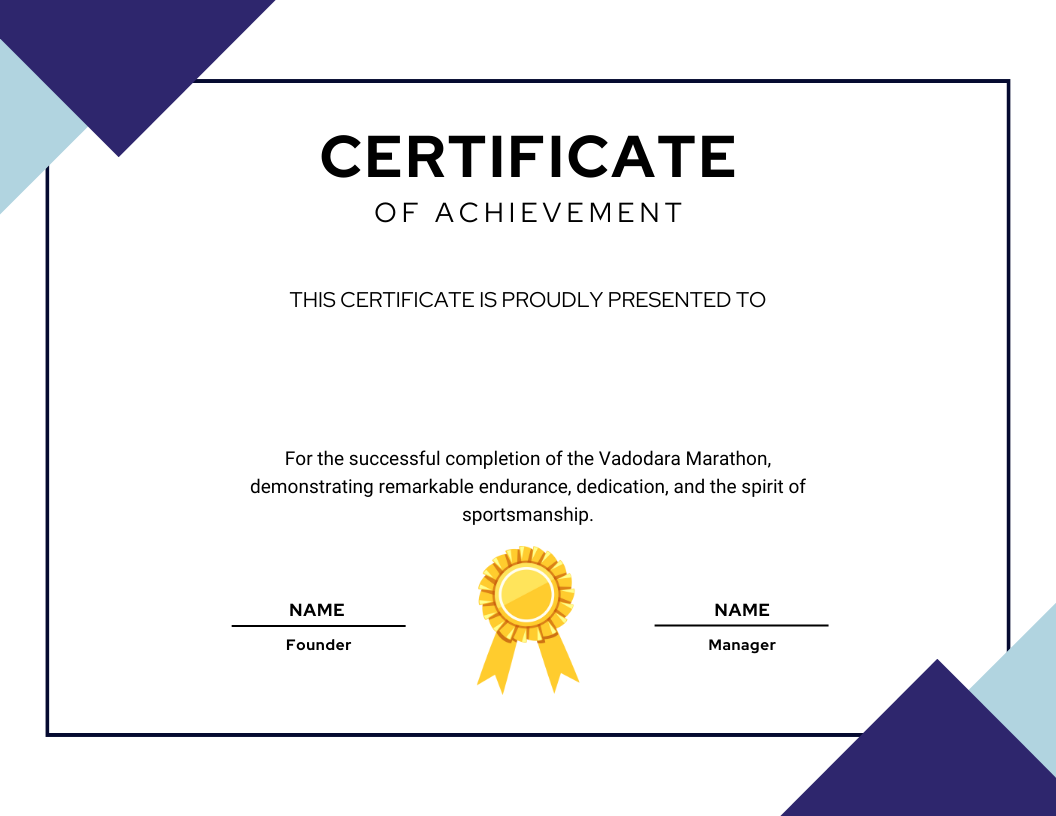 CERTIFICATE
OF ACHIEVEMENT
THIS CERTIFICATE IS PROUDLY PRESENTED TO
For the successful completion of the Vadodara Marathon,
demonstrating remarkable endurance, dedication, and the spirit of
sportsmanship.
NAME
Founder
NAME
Manager